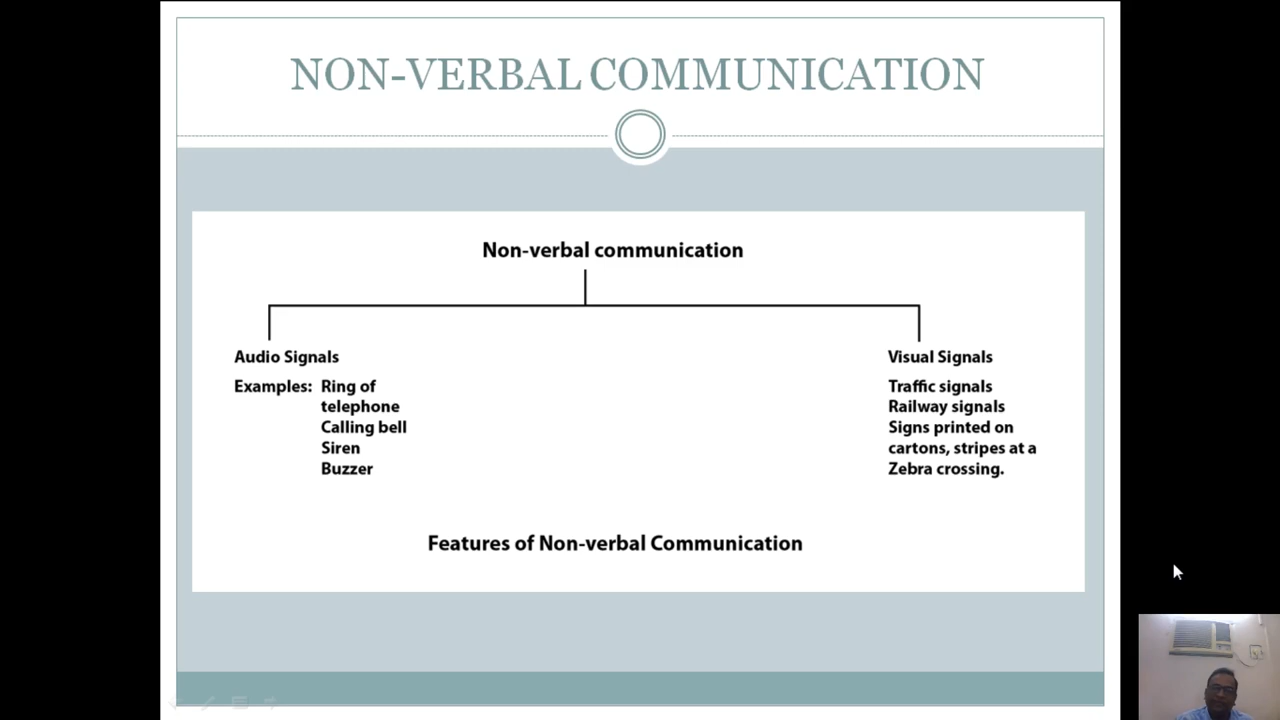 NON-VERBAL COMMUNICATION
Non-verbal communication
Audio Signals
Examples: Ring of
telephone
Calling bell
Siren
Buzzer
Visual Signals
Traffic signals
Railway signals
Signs printed on
cartons, stripes at a
Zebra crossing.
Features of Non-verbal Communication